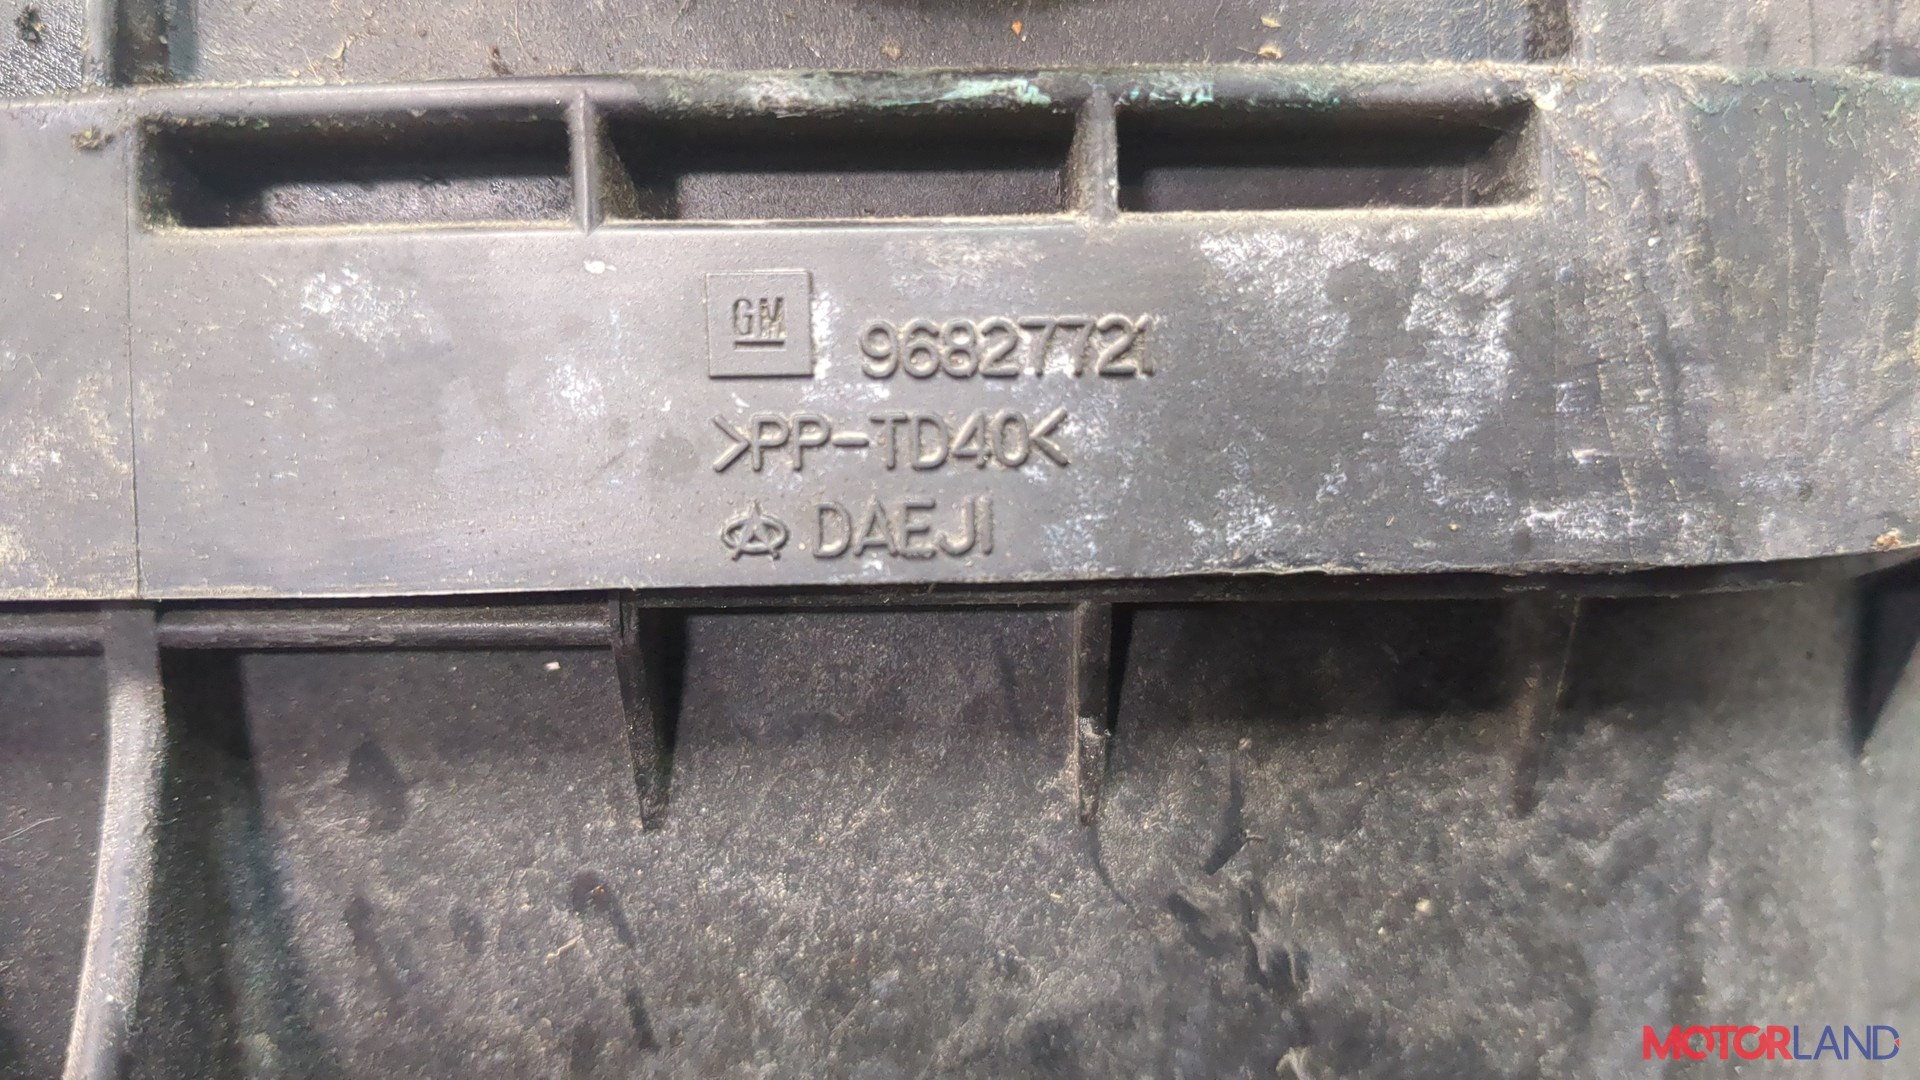 GM 96827721
>PP-TD40<
DAEJI
MOTORLAND